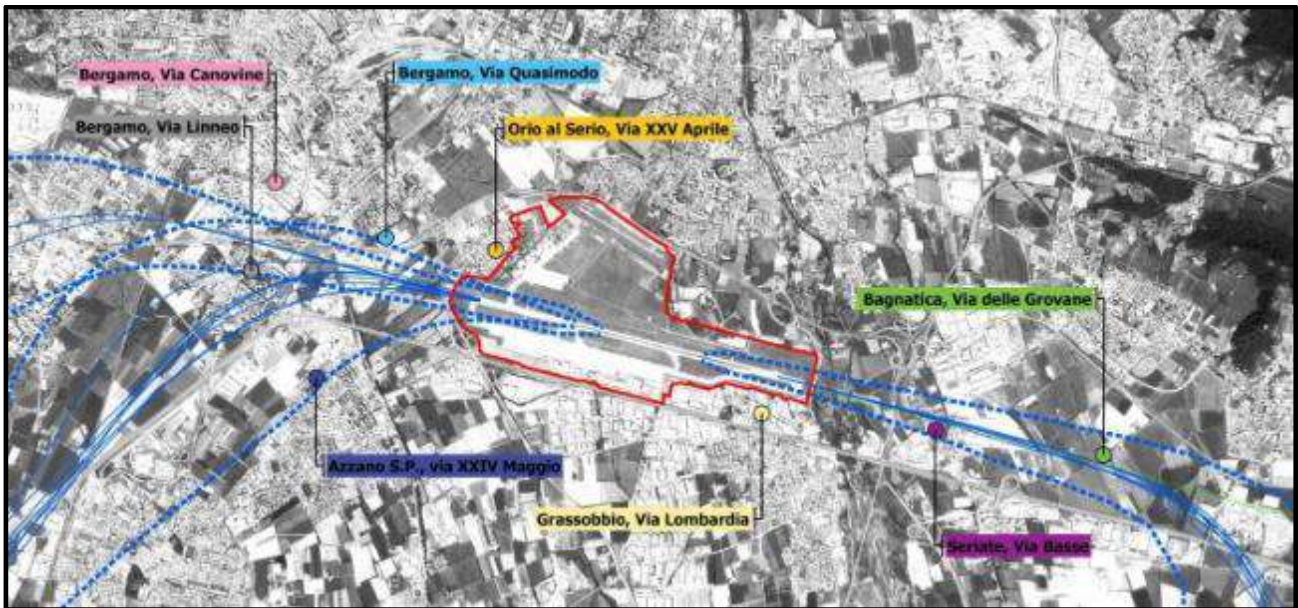 Bergamo, Via Canovine
Bergamo, Via Quasimodo
Bergamo, Via Linneo
Orio al Serio, Via XXV Aprile
Bagnatica, Via delle Grovane
Azzano S.P., via XXIV Maggio
Grassobbio, Via Lombardia
Seriate, Via Basse